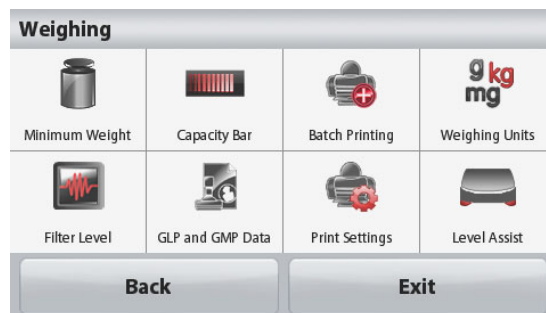 Weighing
g kg
mg
Minimum Weight
Capacity Bar
Batch Printing
Weighing Units
Filter Level
GLP and GMP Data
Print Settings
Level Assist
Back
Exit